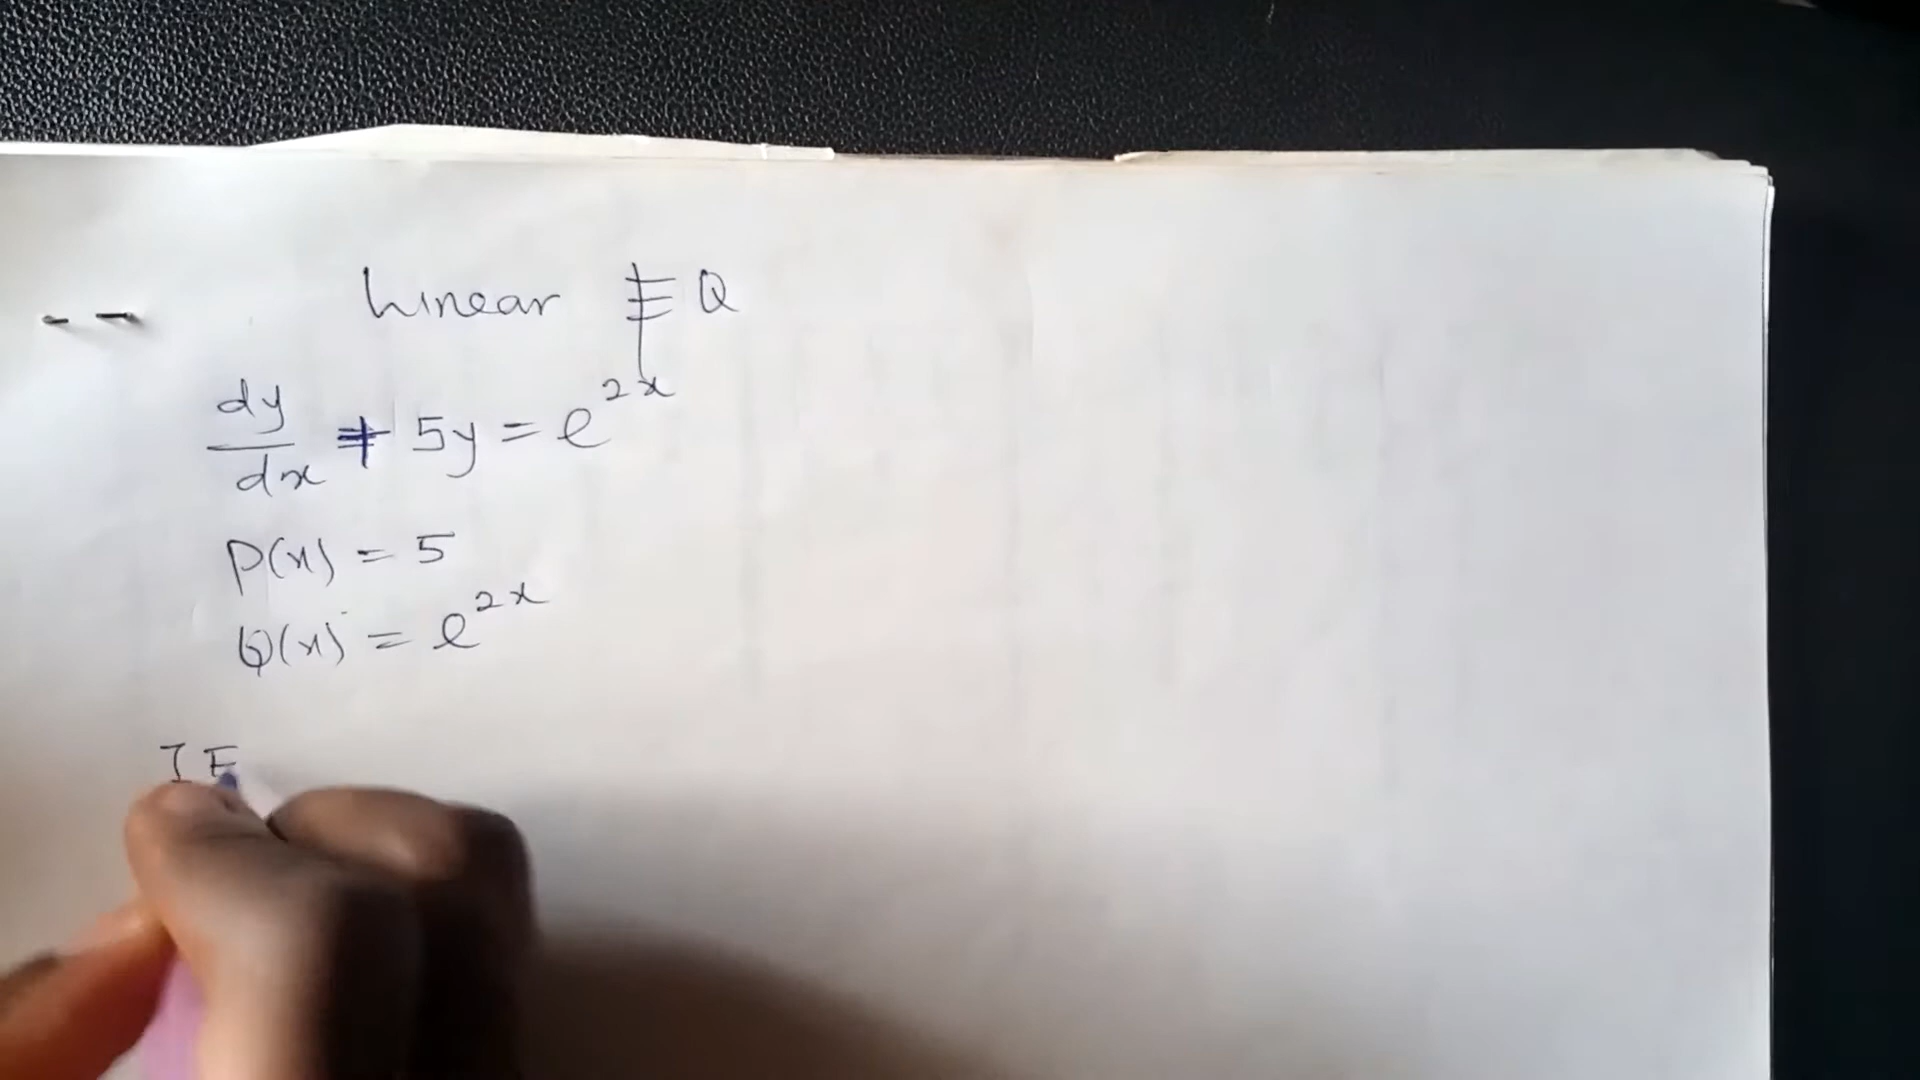 Linear EQ
dy/dx + 5y = e^2x
P(x) = 5
Q(x) = e^2x
I F